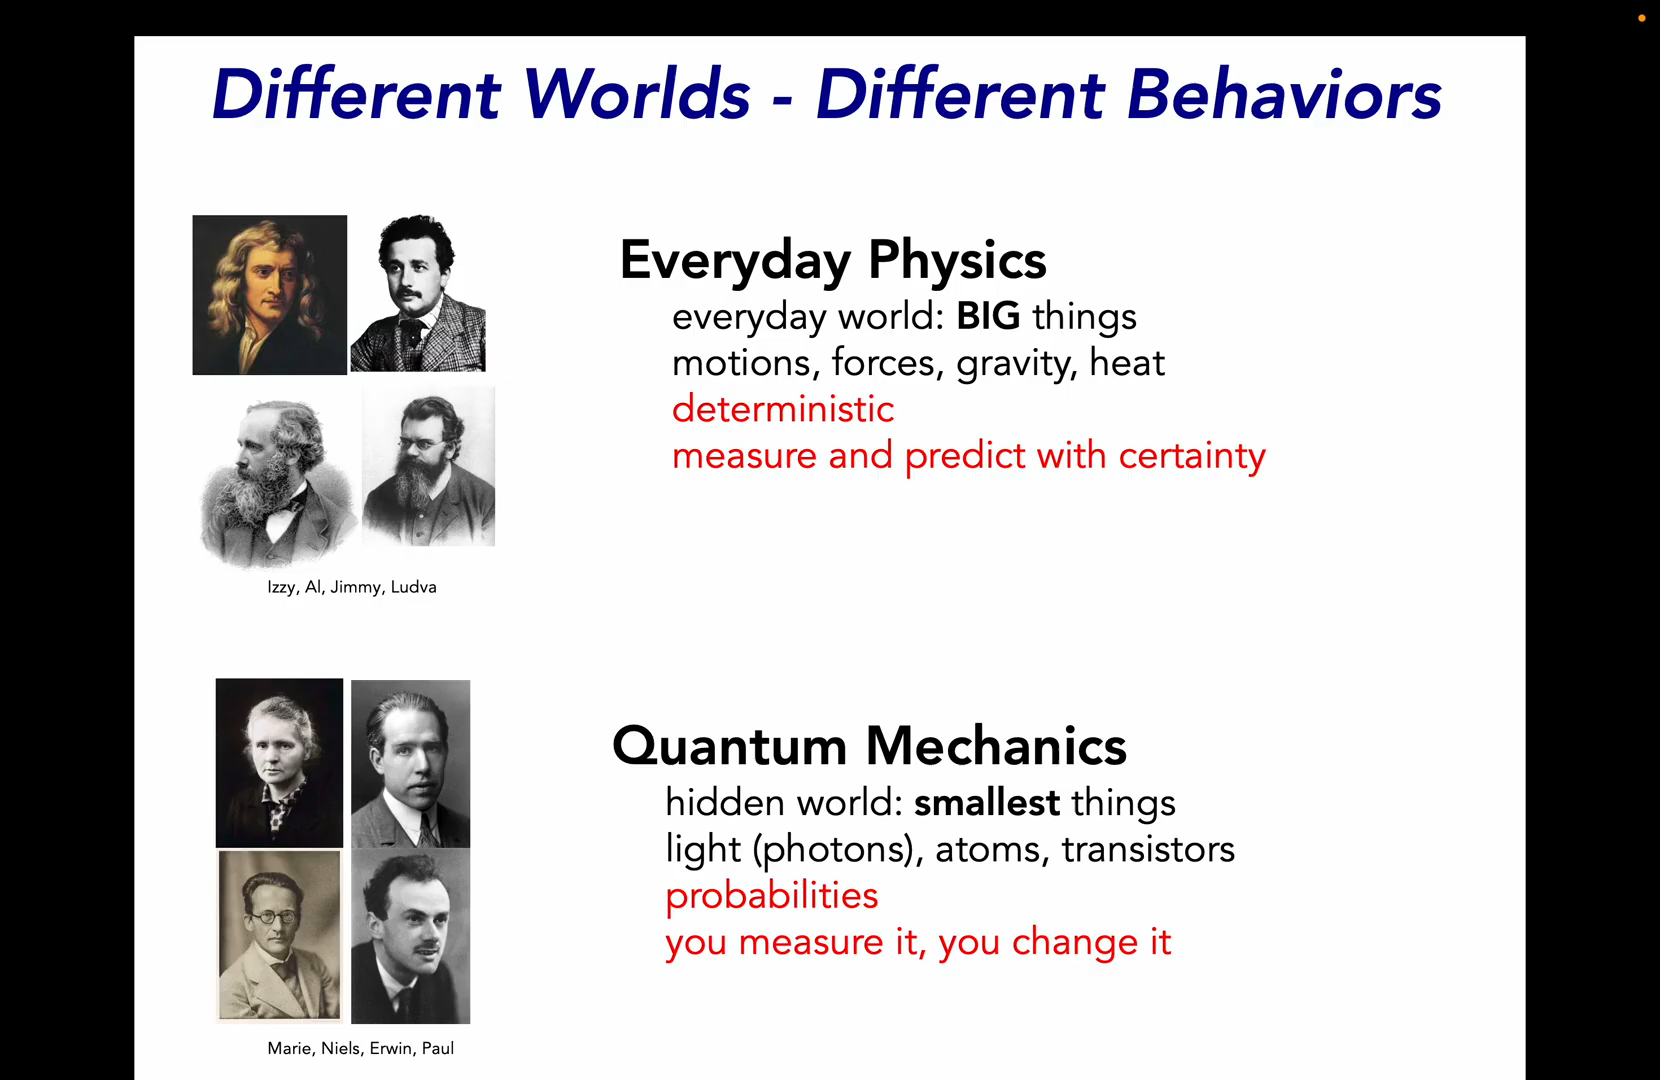 Different Worlds - Different Behaviors
Everyday Physics
everyday world: BIG things
motions, forces, gravity, heat
deterministic
measure and predict with certainty
Izzy, Al, Jimmy, Ludva
Quantum Mechanics
hidden world: smallest things
light (photons), atoms, transistors
probabilities
you measure it, you change it
Marie, Niels, Erwin, Paul